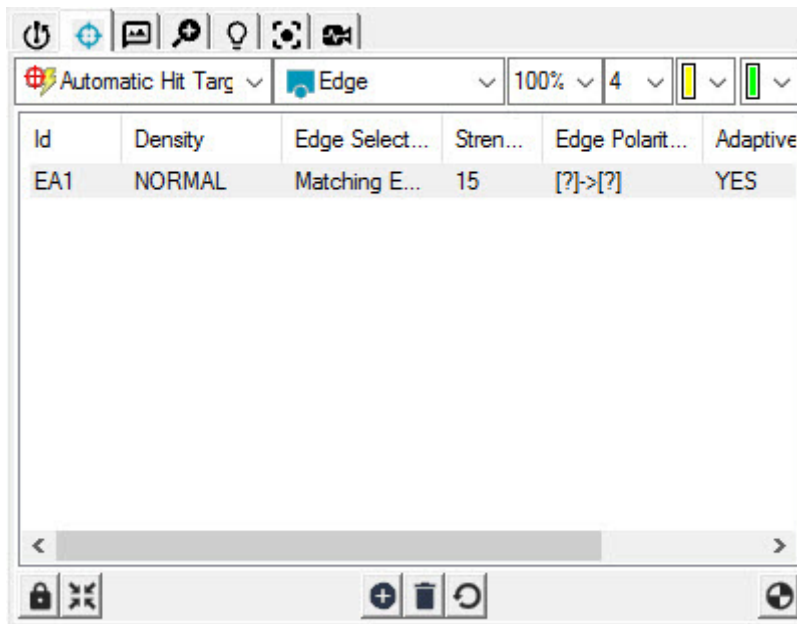 Automatic Hit Targ Edge 100% 4
Id Density Edge Select... Stren... Edge Polarit... Adaptive
EA1 NORMAL Matching E... 15 [?]->[?] YES